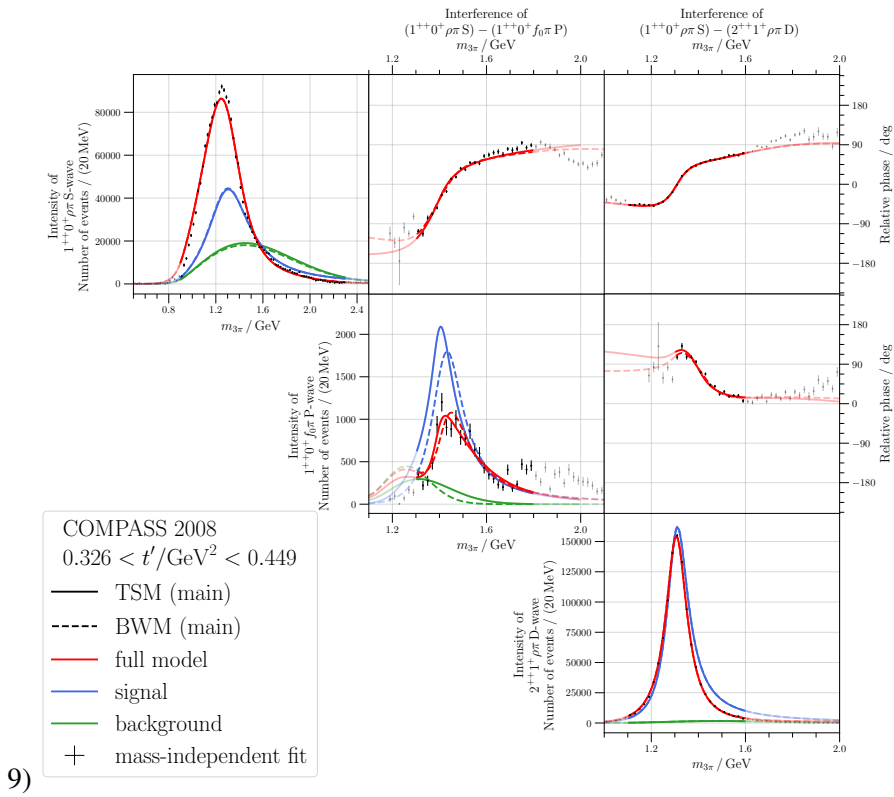 Interference of
(1⁺⁺0⁺ρπ S) − (1⁺⁺0⁺f₀π P)
m₃π / GeV
1.2 1.6 2.0
Interference of
(1⁺⁺0⁺ρπ S) − (2⁺⁺1⁺ρπ D)
m₃π / GeV
1.2 1.6 2.0
Intensity of
1⁺⁺0⁺ρπ S-wave
Number of events / (20 MeV)
80000
60000
40000
20000
0
0.8 1.2 1.6 2.0 2.4
m₃π / GeV
180
90
0
−90
−180
Relative phase / deg
Intensity of
1⁺⁺0⁺f₀π P-wave
Number of events / (20 MeV)
2000
1500
1000
500
0
1.2 1.6 2.0
m₃π / GeV
180
90
0
−90
−180
Relative phase / deg
Intensity of
2⁺⁺1⁺ρπ D-wave
Number of events / (20 MeV)
150000
125000
100000
75000
50000
25000
0
1.2 1.6 2.0
m₃π / GeV
COMPASS 2008
0.326 < t′/GeV² < 0.449
TSM (main)
BWM (main)
full model
signal
background
mass-independent fit
9)